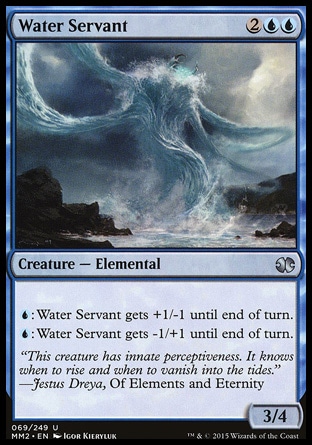 Water Servant 2
Creature — Elemental
:Water Servant gets +1/-1 until end of turn.
:Water Servant gets -1/+1 until end of turn.
"This creature has innate perceptiveness. It knows
when to rise and when to vanish into the tides."
—Jestus Dreya, Of Elements and Eternity
069/249 U
MM2 • EN Igor Kieryluk
™ & © 2015 Wizards of the Coast
3/4